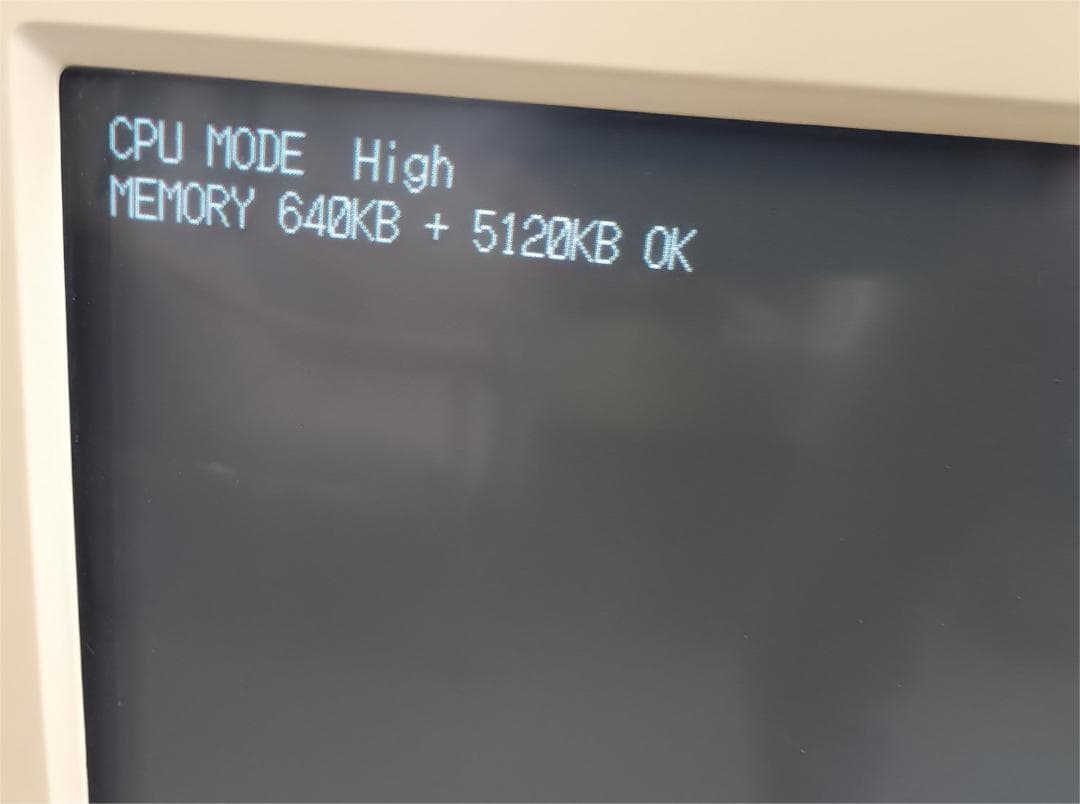 CPU MODE  High
MEMORY 640KB + 5120KB OK